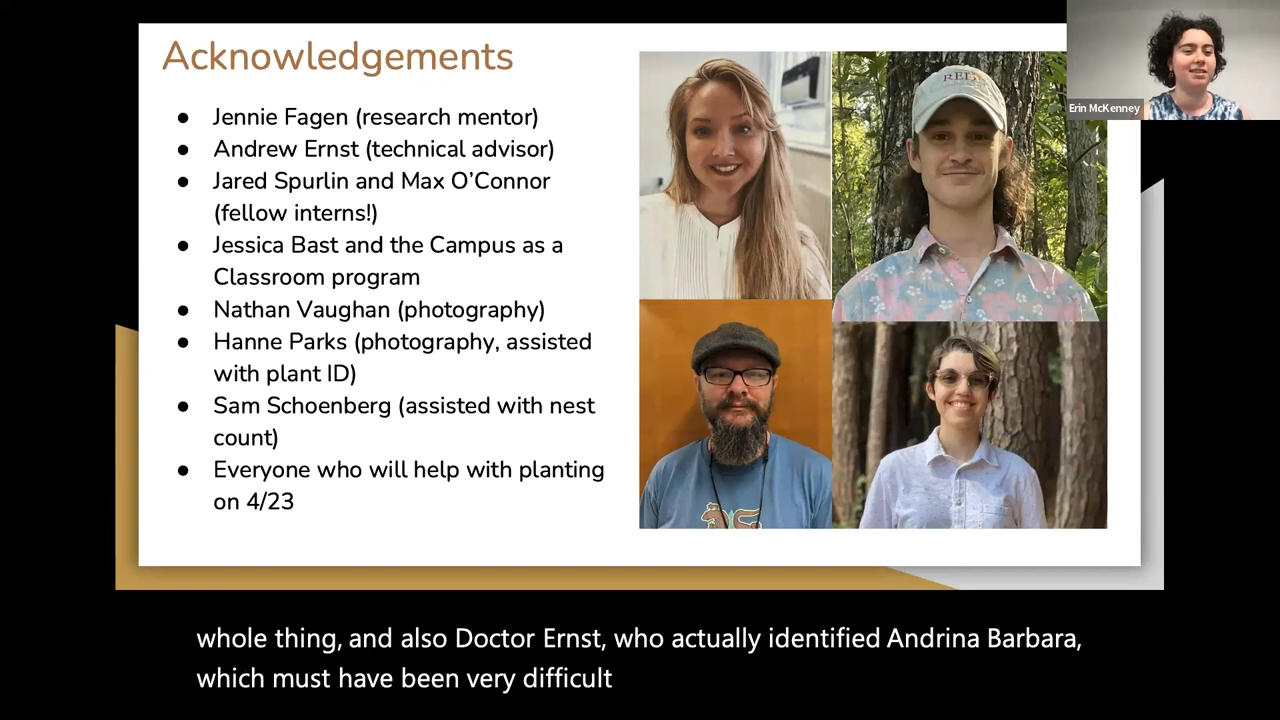 Acknowledgements
● Jennie Fagen (research mentor)
● Andrew Ernst (technical advisor)
● Jared Spurlin and Max O’Connor
(fellow interns!)
● Jessica Bast and the Campus as a
Classroom program
● Nathan Vaughan (photography)
● Hanne Parks (photography, assisted
with plant ID)
● Sam Schoenberg (assisted with nest
count)
● Everyone who will help with planting
on 4/23
Erin McKenney
whole thing, and also Doctor Ernst, who actually identified Andrina Barbara,
which must have been very difficult